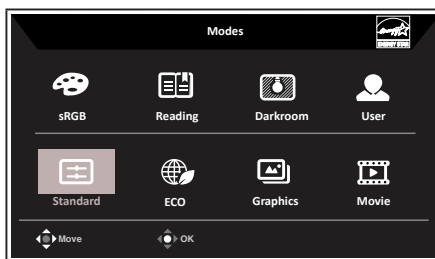 Modes
sRGB Reading Darkroom User
Standard ECO Graphics Movie
Move OK